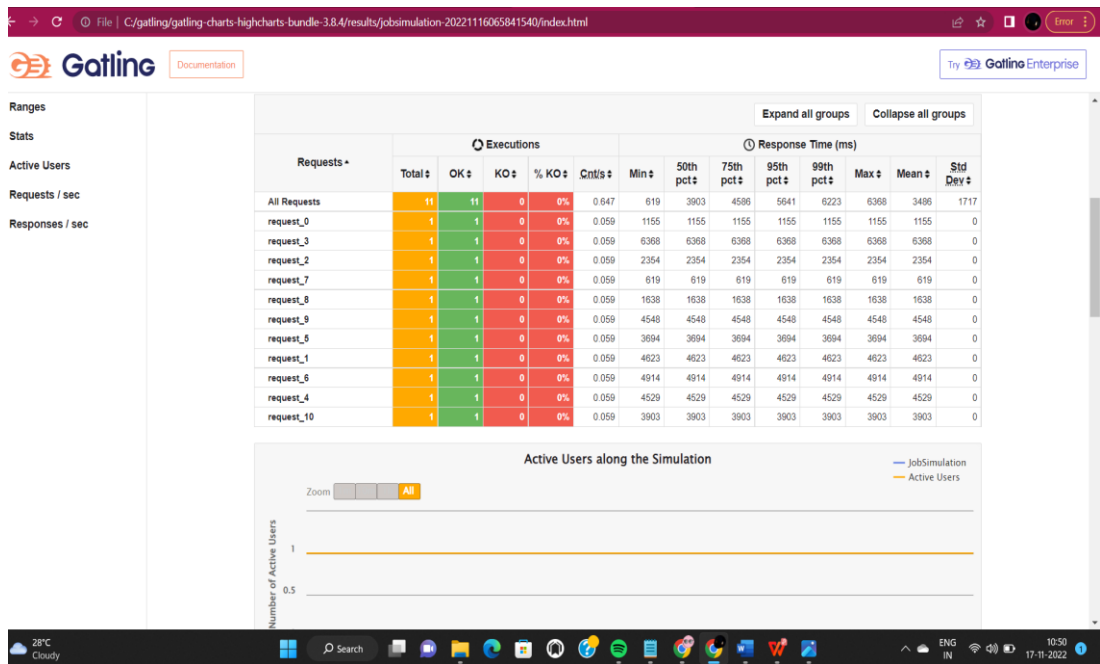 File | C:/gatling/gatling-charts-highcharts-bundle-3.8.4/results/jobsimulation-20221116065841540/index.html Error
Gatling Documentation Try Gatling Enterprise
Ranges
Stats
Active Users
Requests / sec
Responses / sec
Expand all groups Collapse all groups
Executions Response Time (ms)
Requests Total OK KO % KO Cnt/s Min 50th pct 75th pct 95th pct 99th pct Max Mean Std Dev
All Requests 11 11 0 0% 0.647 619 3903 4586 5641 6223 6368 3486 1717
request_0 1 1 0 0% 0.059 1155 1155 1155 1155 1155 1155 1155 0
request_3 1 1 0 0% 0.059 6368 6368 6368 6368 6368 6368 6368 0
request_2 1 1 0 0% 0.059 2354 2354 2354 2354 2354 2354 2354 0
request_7 1 1 0 0% 0.059 619 619 619 619 619 619 619 0
request_8 1 1 0 0% 0.059 1638 1638 1638 1638 1638 1638 1638 0
request_9 1 1 0 0% 0.059 4548 4548 4548 4548 4548 4548 4548 0
request_5 1 1 0 0% 0.059 3694 3694 3694 3694 3694 3694 3694 0
request_1 1 1 0 0% 0.059 4623 4623 4623 4623 4623 4623 4623 0
request_6 1 1 0 0% 0.059 4914 4914 4914 4914 4914 4914 4914 0
request_4 1 1 0 0% 0.059 4529 4529 4529 4529 4529 4529 4529 0
request_10 1 1 0 0% 0.059 3903 3903 3903 3903 3903 3903 3903 0
Active Users along the Simulation
JobSimulation
Active Users
Zoom All
Number of Active Users
1
0.5
28°C
Cloudy
Search
ENG
IN
10:50
17-11-2022
1